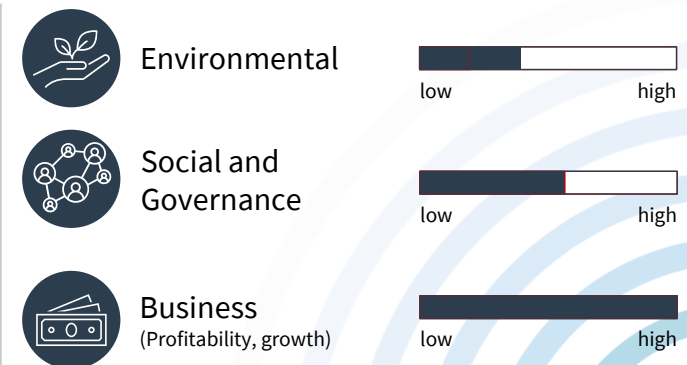 Environmental
low high
Social and
Governance
low high
Business
(Profitability, growth)
low high